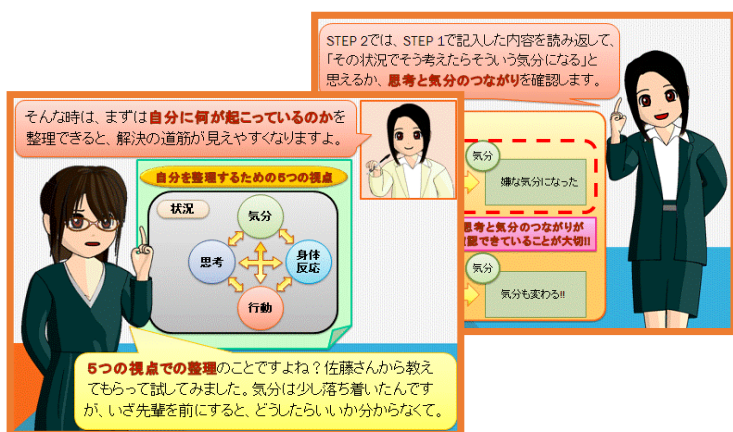 STEP 2では、STEP 1で記入した内容を読み返して、
「その状況でそう考えたらそういう気分になる」と
思えるか、思考と気分のつながりを確認します。
気分
嫌な気分になった
思考と気分のつながりが
確認できていることが大切!!
気分
気分も変わる!!
そんな時は、まずは自分に何が起こっているのかを
整理できると、解決の道筋が見えやすくなりますよ。
自分を整理するための5つの視点
状況
気分
思考
身体
反応
行動
5つの視点での整理のことですよね？佐藤さんから教え
てもらって試してみました。気分は少し落ち着いたんです
が、いざ先輩を前にすると、どうしたらいいか分からなくて。